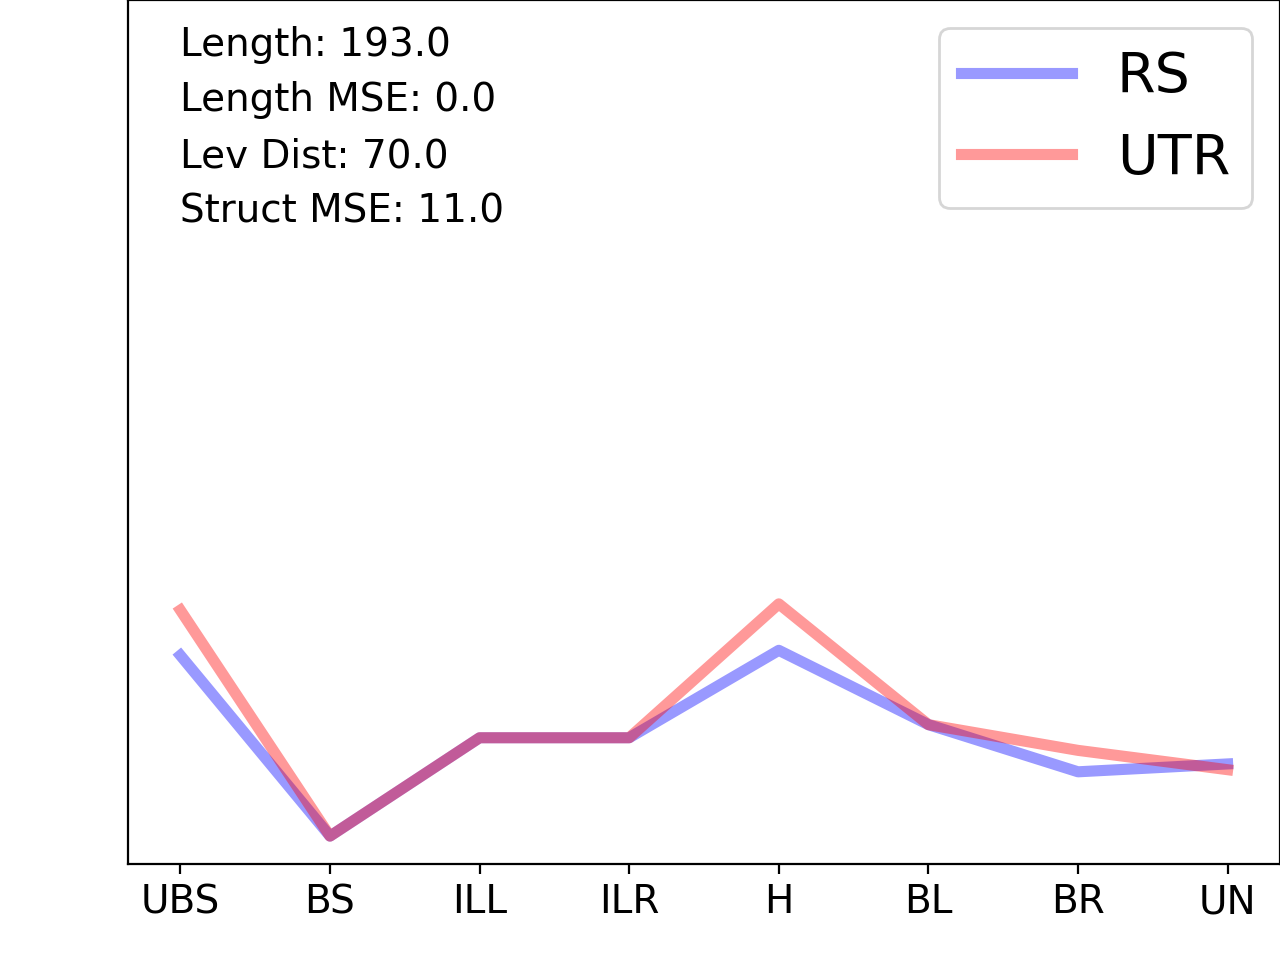 Length: 193.0
Length MSE: 0.0
Lev Dist: 70.0
Struct MSE: 11.0
RS
UTR
UBS BS ILL ILR H BL BR UN